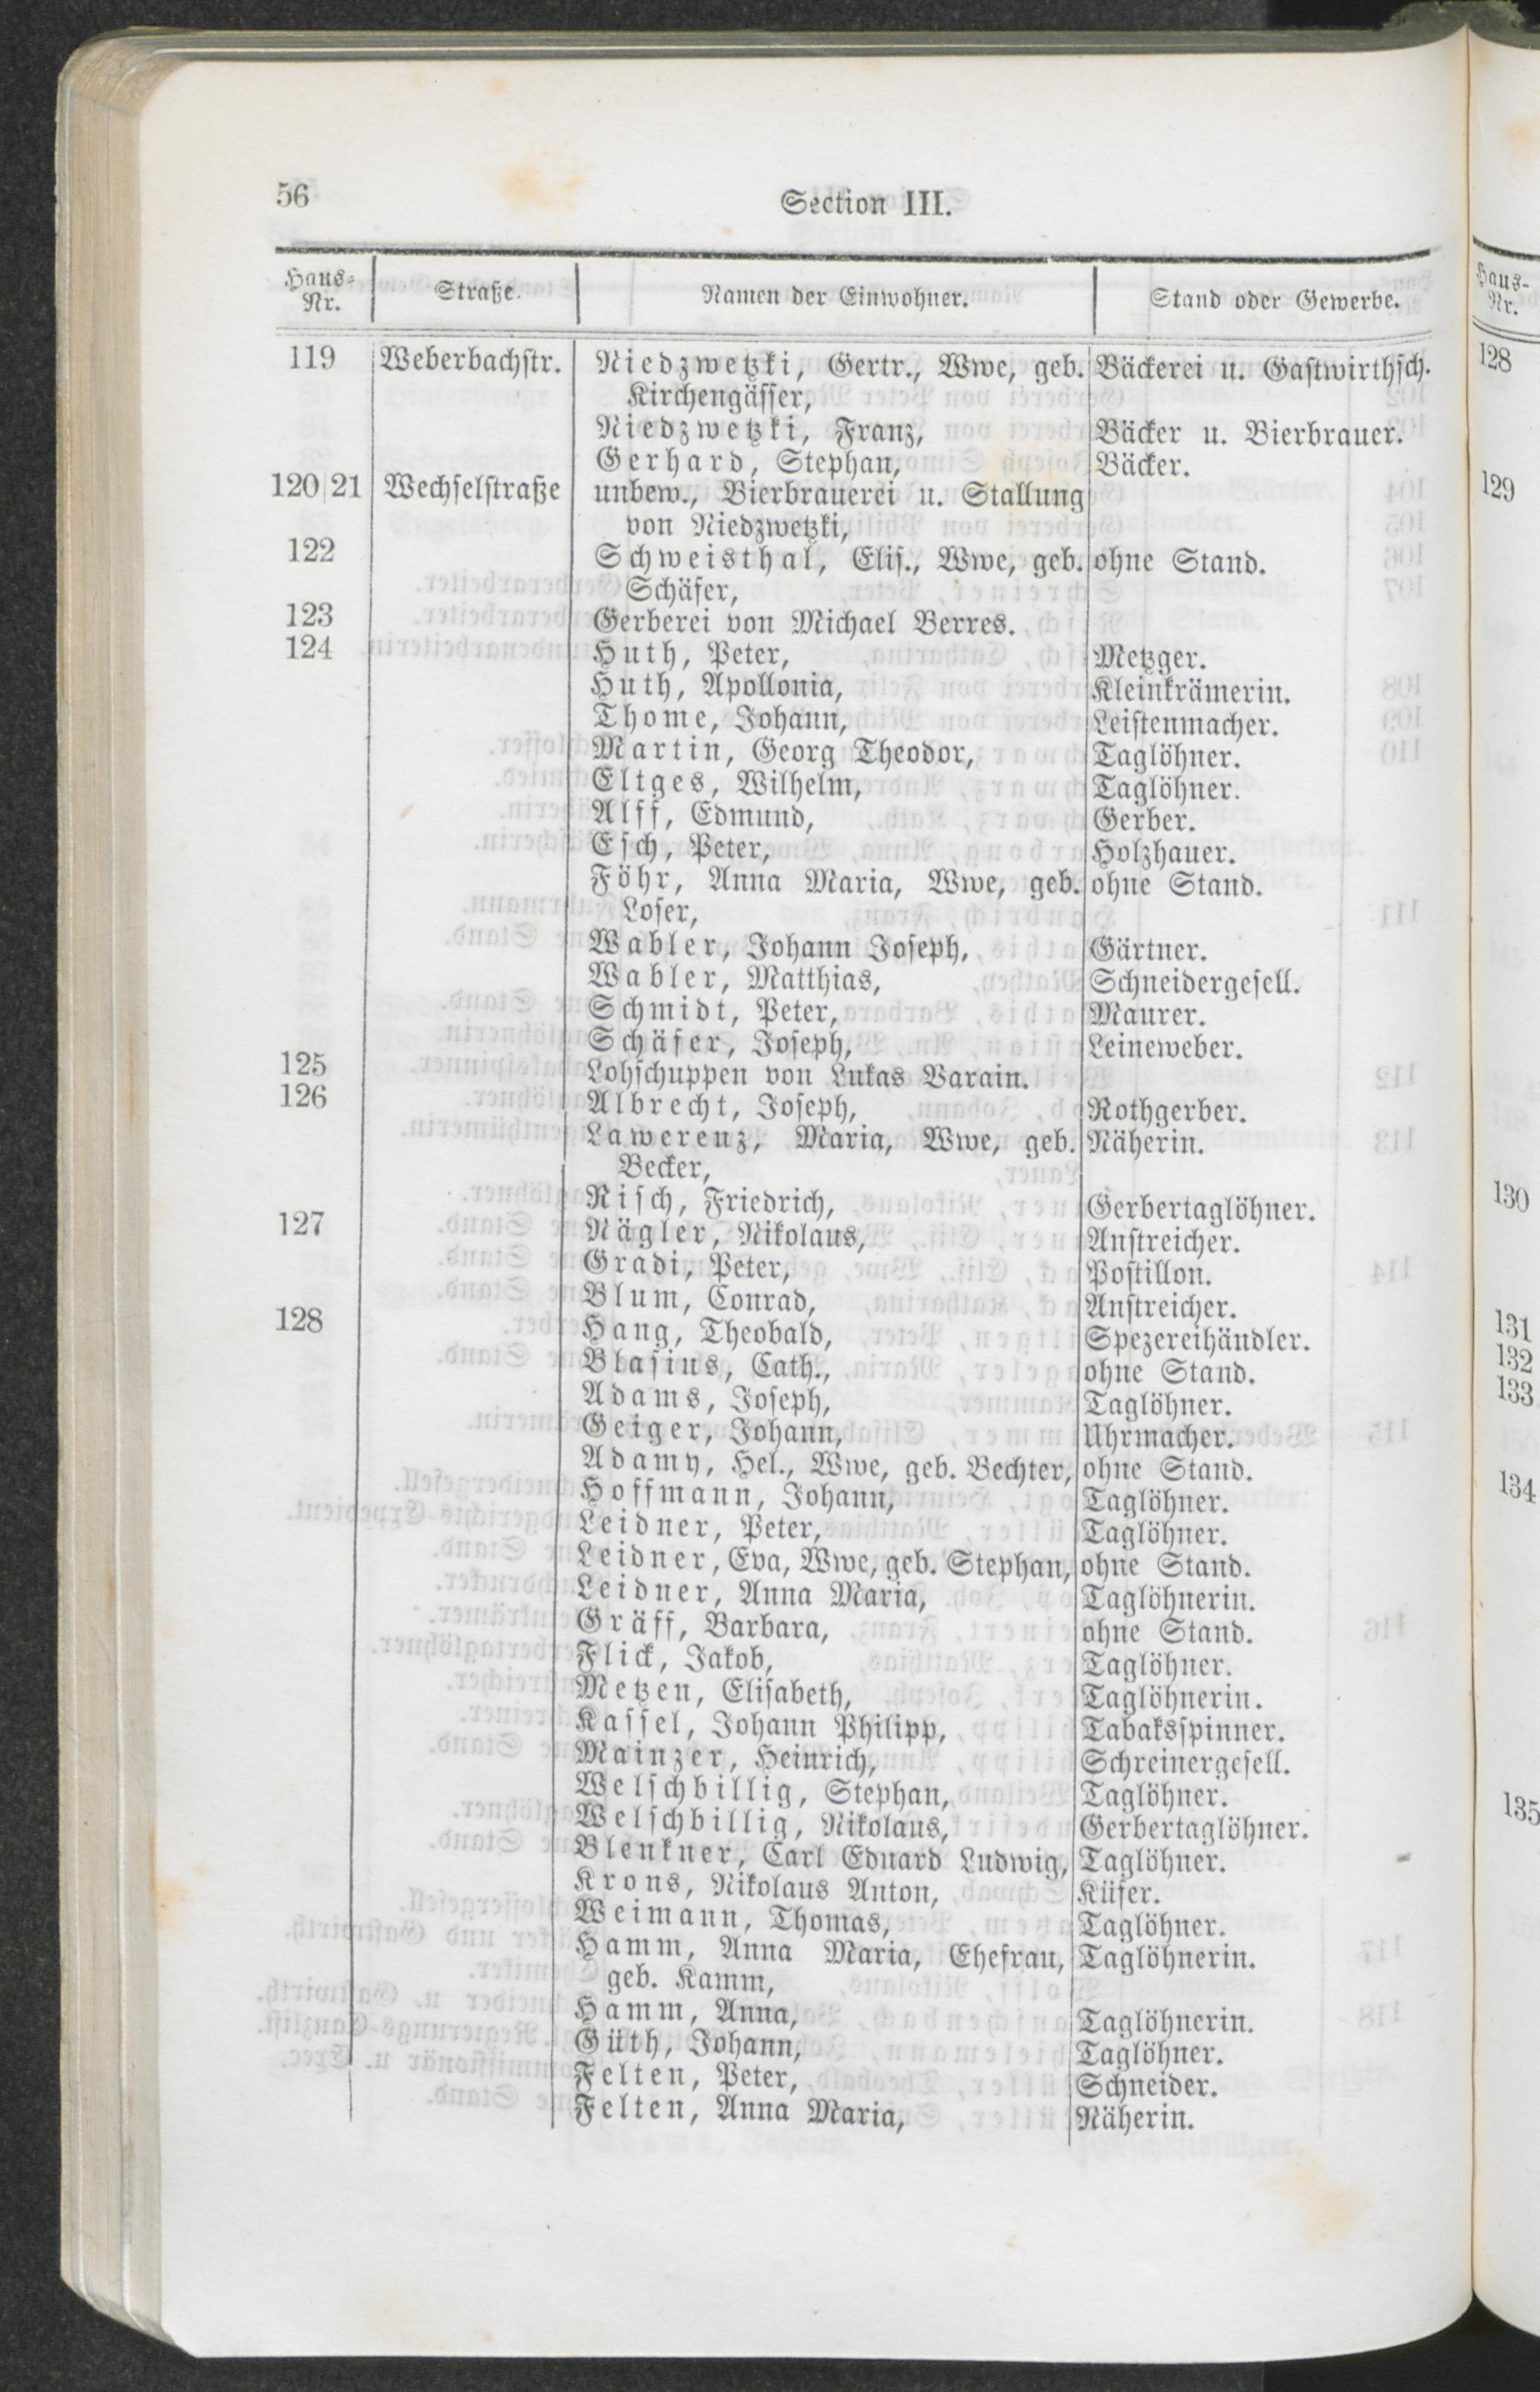 56
Section III.
Haus-Nr. Straße. Namen der Einwohner. Stand oder Gewerbe.
119 Weberbachstr. Niedzwetzki, Gertr., Wwe, geb. Bäckerei u. Gastwirthsch.
Kirchengässer,
Niedzwetzki, Franz, Bäcker u. Bierbrauer.
Gerhard, Stephan, Bäcker.
120/21 Wechselstraße unbew., Bierbrauerei u. Stallung
von Niedzwetzki,
122 Schweisthal, Elis., Wwe, geb. ohne Stand.
Schäfer,
123 Gerberei von Michael Berres.
124 Huth, Peter, Metzger.
Huth, Apollonia, Kleinkrämerin.
Thome, Johann, Leistenmacher.
Martin, Georg Theodor, Taglöhner.
Eltges, Wilhelm, Taglöhner.
Alff, Edmund, Gerber.
Esch, Peter, Holzhauer.
Föhr, Anna Maria, Wwe, geb. ohne Stand.
Loser,
Wabler, Johann Joseph, Gärtner.
Wabler, Matthias, Schneidergesell.
Schmidt, Peter, Maurer.
Schäfer, Joseph, Leineweber.
125 Lohschuppen von Lukas Varain.
126 Albrecht, Joseph, Rothgerber.
Lawerenz, Maria, Wwe, geb. Näherin.
Becker,
Risch, Friedrich, Gerbertaglöhner.
127 Nägler, Nikolaus, Anstreicher.
Gradi, Peter, Postillon.
Blum, Conrad, Anstreicher.
128 Hang, Theobald, Spezereihändler.
Blasius, Cath., ohne Stand.
Adams, Joseph, Taglöhner.
Geiger, Johann, Uhrmacher.
Adamy, Hel., Wwe, geb. Bechter, ohne Stand.
Hoffmann, Johann, Taglöhner.
Leidner, Peter, Taglöhner.
Leidner, Eva, Wwe, geb. Stephan, ohne Stand.
Leidner, Anna Maria, Taglöhnerin.
Gräff, Barbara, ohne Stand.
Flick, Jakob, Taglöhner.
Metzen, Elisabeth, Taglöhnerin.
Kassel, Johann Philipp, Tabaksspinner.
Mainzer, Heinrich, Schreinergesell.
Welschbillig, Stephan, Taglöhner.
Welschbillig, Nikolaus, Gerbertaglöhner.
Blenkner, Carl Eduard Ludwig, Taglöhner.
Krons, Nikolaus Anton, Küfer.
Weimann, Thomas, Taglöhner.
Hamm, Anna Maria, Ehefrau, Taglöhnerin.
geb. Kamm,
Hamm, Anna, Taglöhnerin.
Güth, Johann, Taglöhner.
Felten, Peter, Schneider.
Felten, Anna Maria, Näherin.
Haus-Nr.
128
129
130
131
132
133
134
135